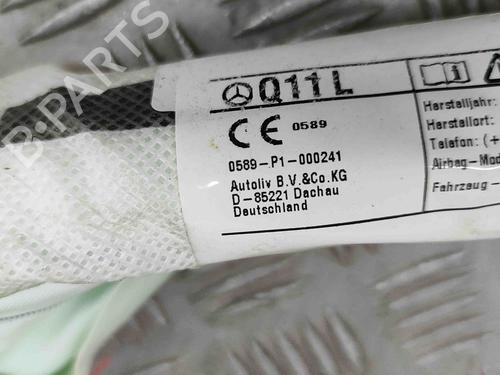 B-PARTS
Q11L
CE 0589
0589-P1-000241
Autoliv B.V.&Co.KG
D-85221 Dachau
Deutschland
Herstelljahr:
Herstellort:
Telefon: (+
Airbag-Mod
Fahrzeug-